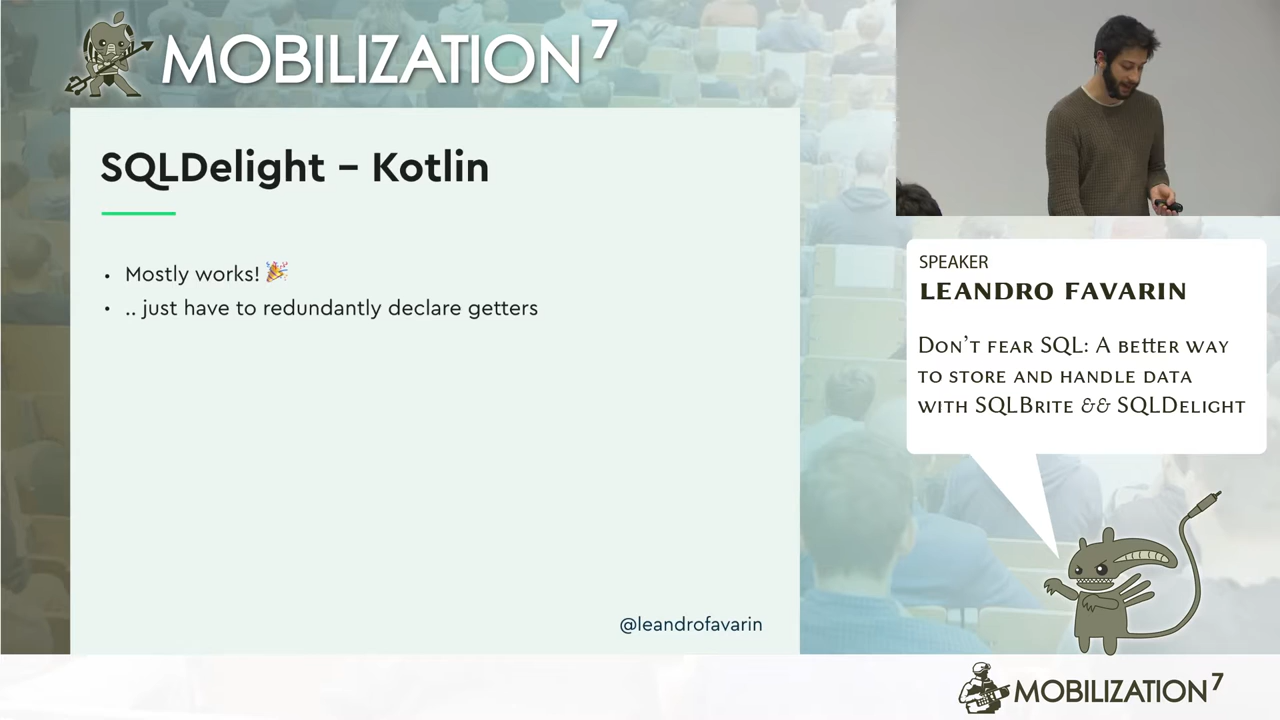 MOBILIZATION 7
SQLDelight – Kotlin
• Mostly works! 🎉
• .. just have to redundantly declare getters
@leandrofavarin
SPEAKER
LEANDRO FAVARIN
DON'T FEAR SQL: A BETTER WAY
TO STORE AND HANDLE DATA
WITH SQLBRITE && SQLDELIGHT
MOBILIZATION 7